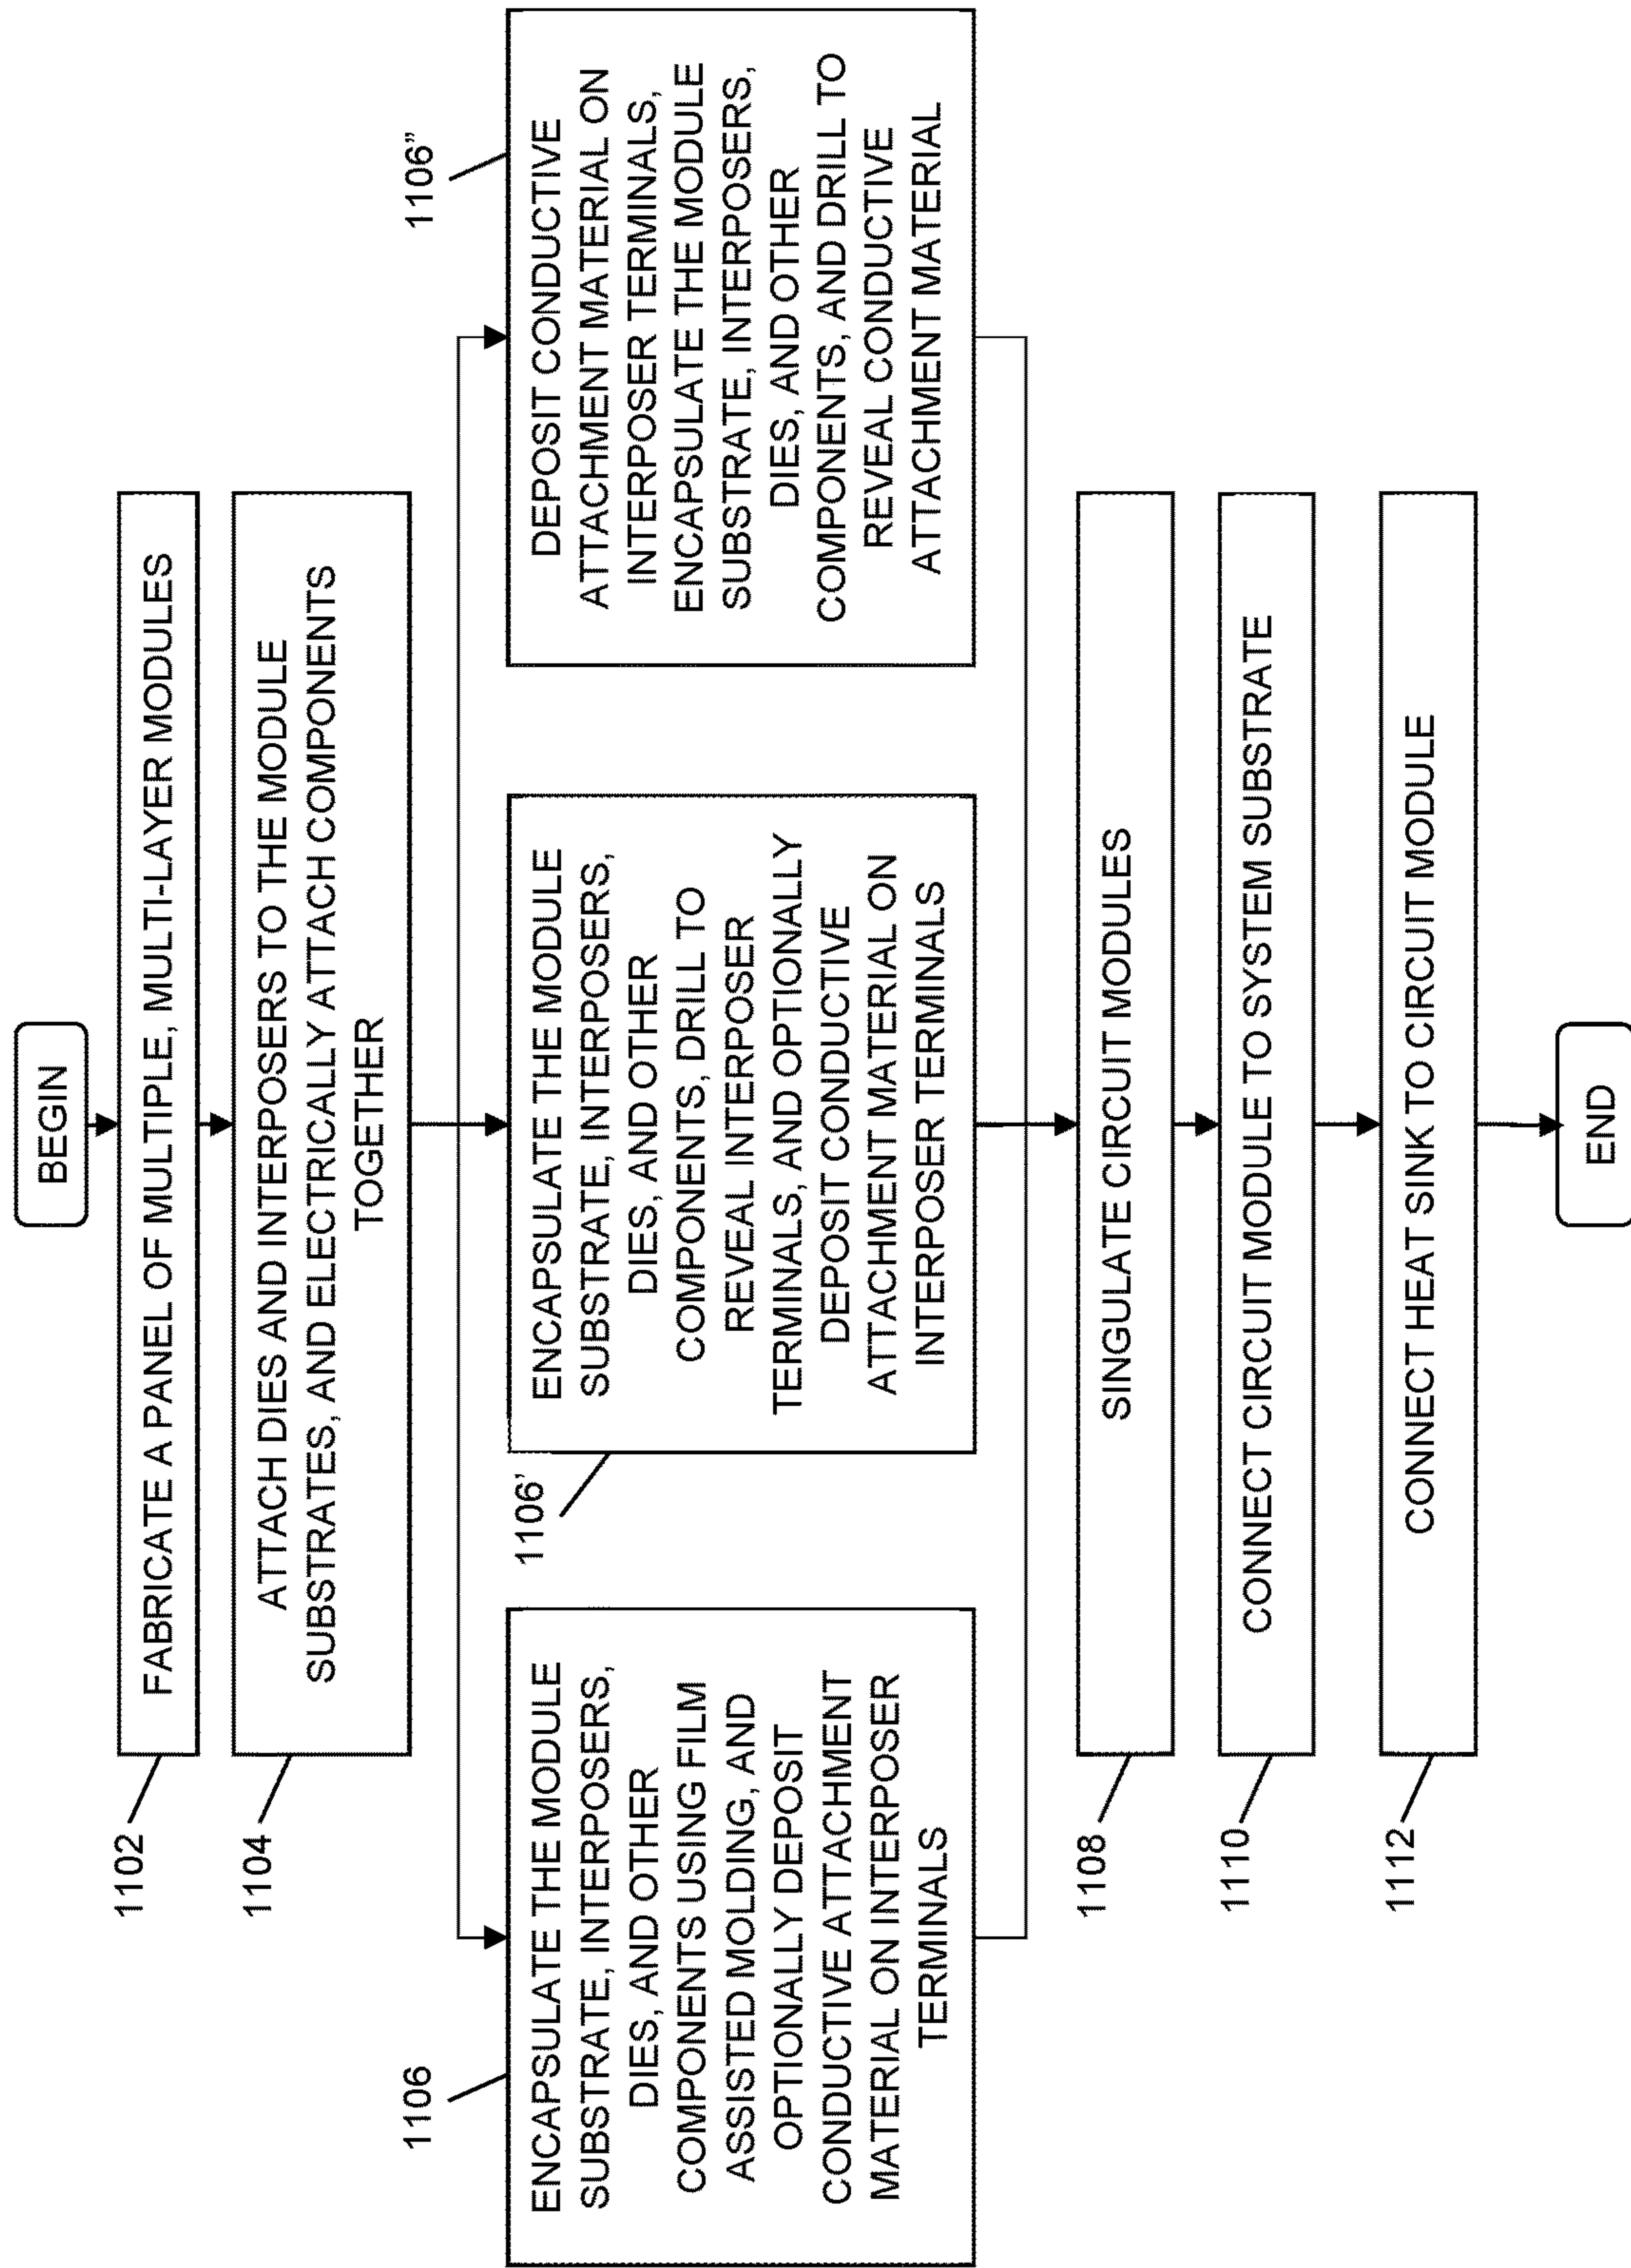 BEGIN
1102
FABRICATE A PANEL OF MULTIPLE, MULTI-LAYER MODULES
1104
ATTACH DIES AND INTERPOSERS TO THE MODULE
SUBSTRATES, AND ELECTRICALLY ATTACH COMPONENTS
TOGETHER
1106
ENCAPSULATE THE MODULE
SUBSTRATE, INTERPOSERS,
DIES, AND OTHER
COMPONENTS USING FILM
ASSISTED MOLDING, AND
OPTIONALLY DEPOSIT
CONDUCTIVE ATTACHMENT
MATERIAL ON INTERPOSER
TERMINALS
1106'
ENCAPSULATE THE MODULE
SUBSTRATE, INTERPOSERS,
DIES, AND OTHER
COMPONENTS, DRILL TO
REVEAL INTERPOSER
TERMINALS, AND OPTIONALLY
DEPOSIT CONDUCTIVE
ATTACHMENT MATERIAL ON
INTERPOSER TERMINALS
1106"
DEPOSIT CONDUCTIVE
ATTACHMENT MATERIAL ON
INTERPOSER TERMINALS,
ENCAPSULATE THE MODULE
SUBSTRATE, INTERPOSERS,
DIES, AND OTHER
COMPONENTS, AND DRILL TO
REVEAL CONDUCTIVE
ATTACHMENT MATERIAL
1108
SINGULATE CIRCUIT MODULES
1110
CONNECT CIRCUIT MODULE TO SYSTEM SUBSTRATE
1112
CONNECT HEAT SINK TO CIRCUIT MODULE
END